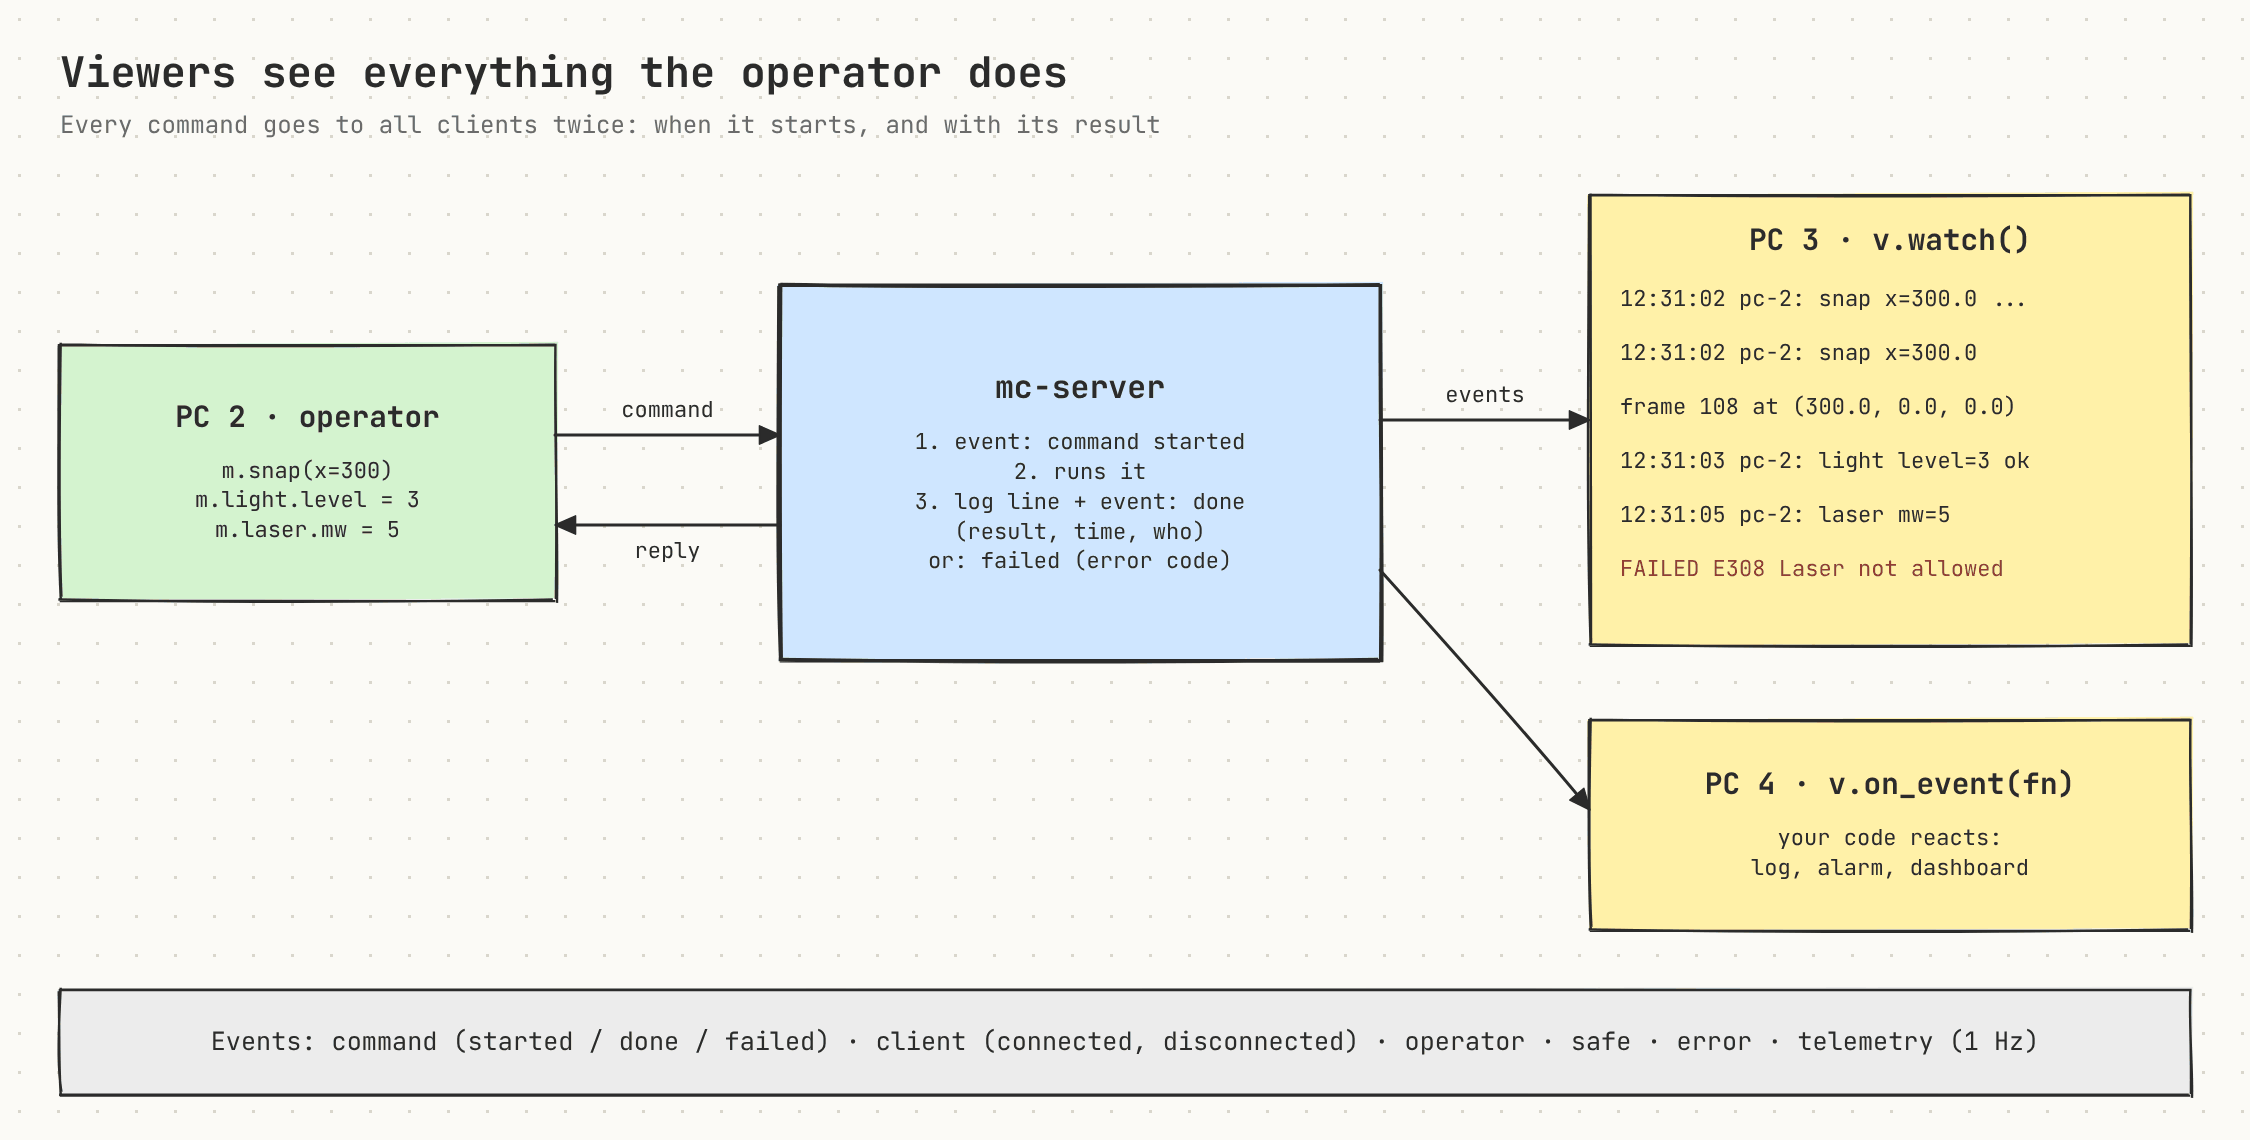 Viewers see everything the operator does
Every command goes to all clients twice: when it starts, and with its result
PC 2 · operator
m.snap(x=300)
m.light.level = 3
m.laser.mw = 5
command
reply
mc-server
1. event: command started
2. runs it
3. log line + event: done
(result, time, who)
or: failed (error code)
events
PC 3 · v.watch()
12:31:02 pc-2: snap x=300.0 ...
12:31:02 pc-2: snap x=300.0
frame 108 at (300.0, 0.0, 0.0)
12:31:03 pc-2: light level=3 ok
12:31:05 pc-2: laser mw=5
FAILED E308 Laser not allowed
PC 4 · v.on_event(fn)
your code reacts:
log, alarm, dashboard
Events: command (started / done / failed) · client (connected, disconnected) · operator · safe · error · telemetry (1 Hz)